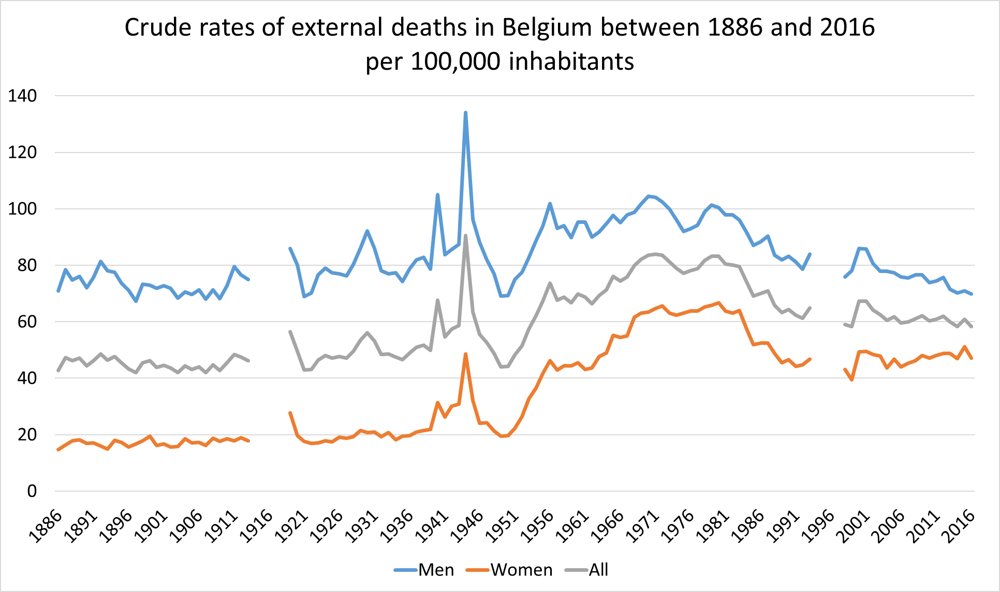 Crude rates of external deaths in Belgium between 1886 and 2016
per 100,000 inhabitants
140
120
100
80
60
40
20
0
1886 1891 1896 1901 1906 1911 1916 1921 1926 1931 1936 1941 1946 1951 1956 1961 1966 1971 1976 1981 1986 1991 1996 2001 2006 2011 2016
Men Women All